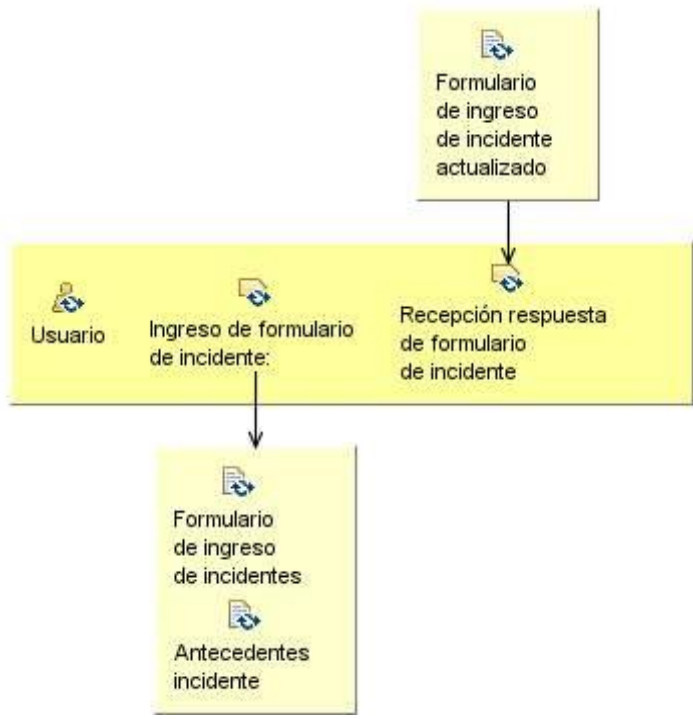 Formulario
de ingreso
de incidente
actualizado
Usuario
Ingreso de formulario
de incidente:
Recepción respuesta
de formulario
de incidente
Formulario
de ingreso
de incidentes
Antecedentes
incidente